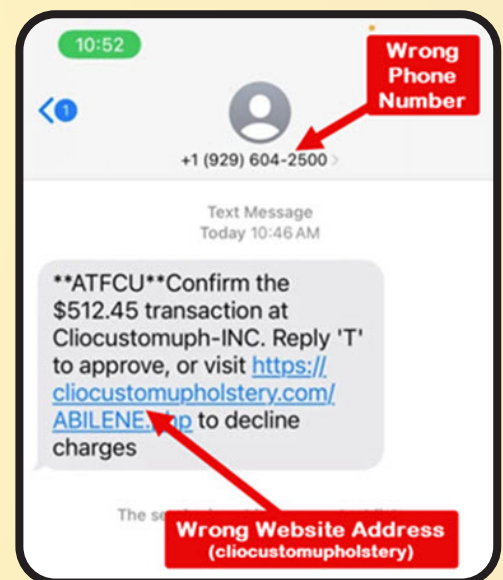 10:52
Wrong
Phone
Number
1
+1 (929) 604-2500
Text Message
Today 10:46 AM
**ATFCU**Confirm the
$512.45 transaction at
Cliocustomuph-INC. Reply 'T'
to approve, or visit https://
cliocustomupholstery.com/
ABILENE. hp to decline
charges
The
Wrong Website Address
(cliocustomupholstery)